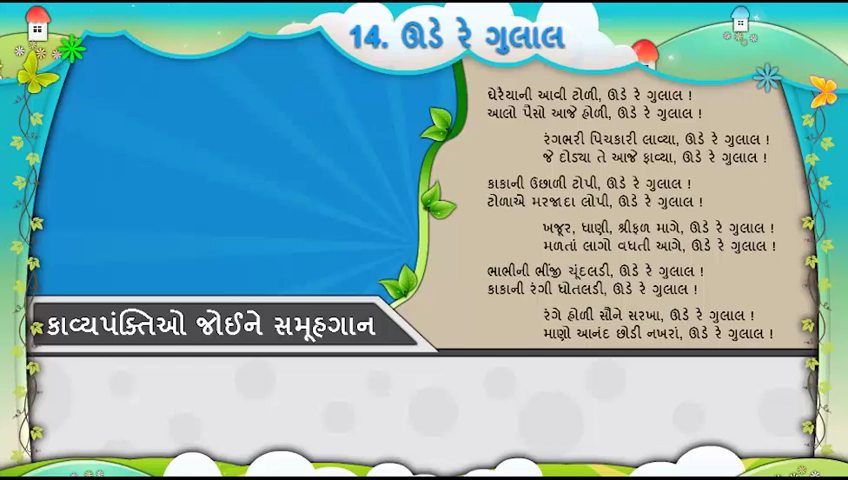 14. ઊડે રે ગુલાલ
ઘેરૈયાની આવી ટોળી, ઊડે રે ગુલાલ !
આલો પૈસો આજે હોળી, ઊડે રે ગુલાલ !
રંગભરી પિચકારી લાવ્યા, ઊડે રે ગુલાલ !
જે દોડ્યા તે આજે ફાવ્યા, ઊડે રે ગુલાલ !
કાકાની ઉછાળી ટોપી, ઊડે રે ગુલાલ !
ટોળાએ મરજાદા લોપી, ઊડે રે ગુલાલ !
ખજૂર, ધાણી, શ્રીફળ માગે, ઊડે રે ગુલાલ !
મળતાં લાગો વધતી આગે, ઊડે રે ગુલાલ !
ભાભીની ભીંજી ચૂંદલડી, ઊડે રે ગુલાલ !
કાકાની રંગી ધોતલડી, ઊડે રે ગુલાલ !
રંગે હોળી સૌને સરખા, ઊડે રે ગુલાલ !
માણો આનંદ છોડી નખરાં, ઊડે રે ગુલાલ !
કાવ્યપંક્તિઓ જોઈને સમૂહગાન